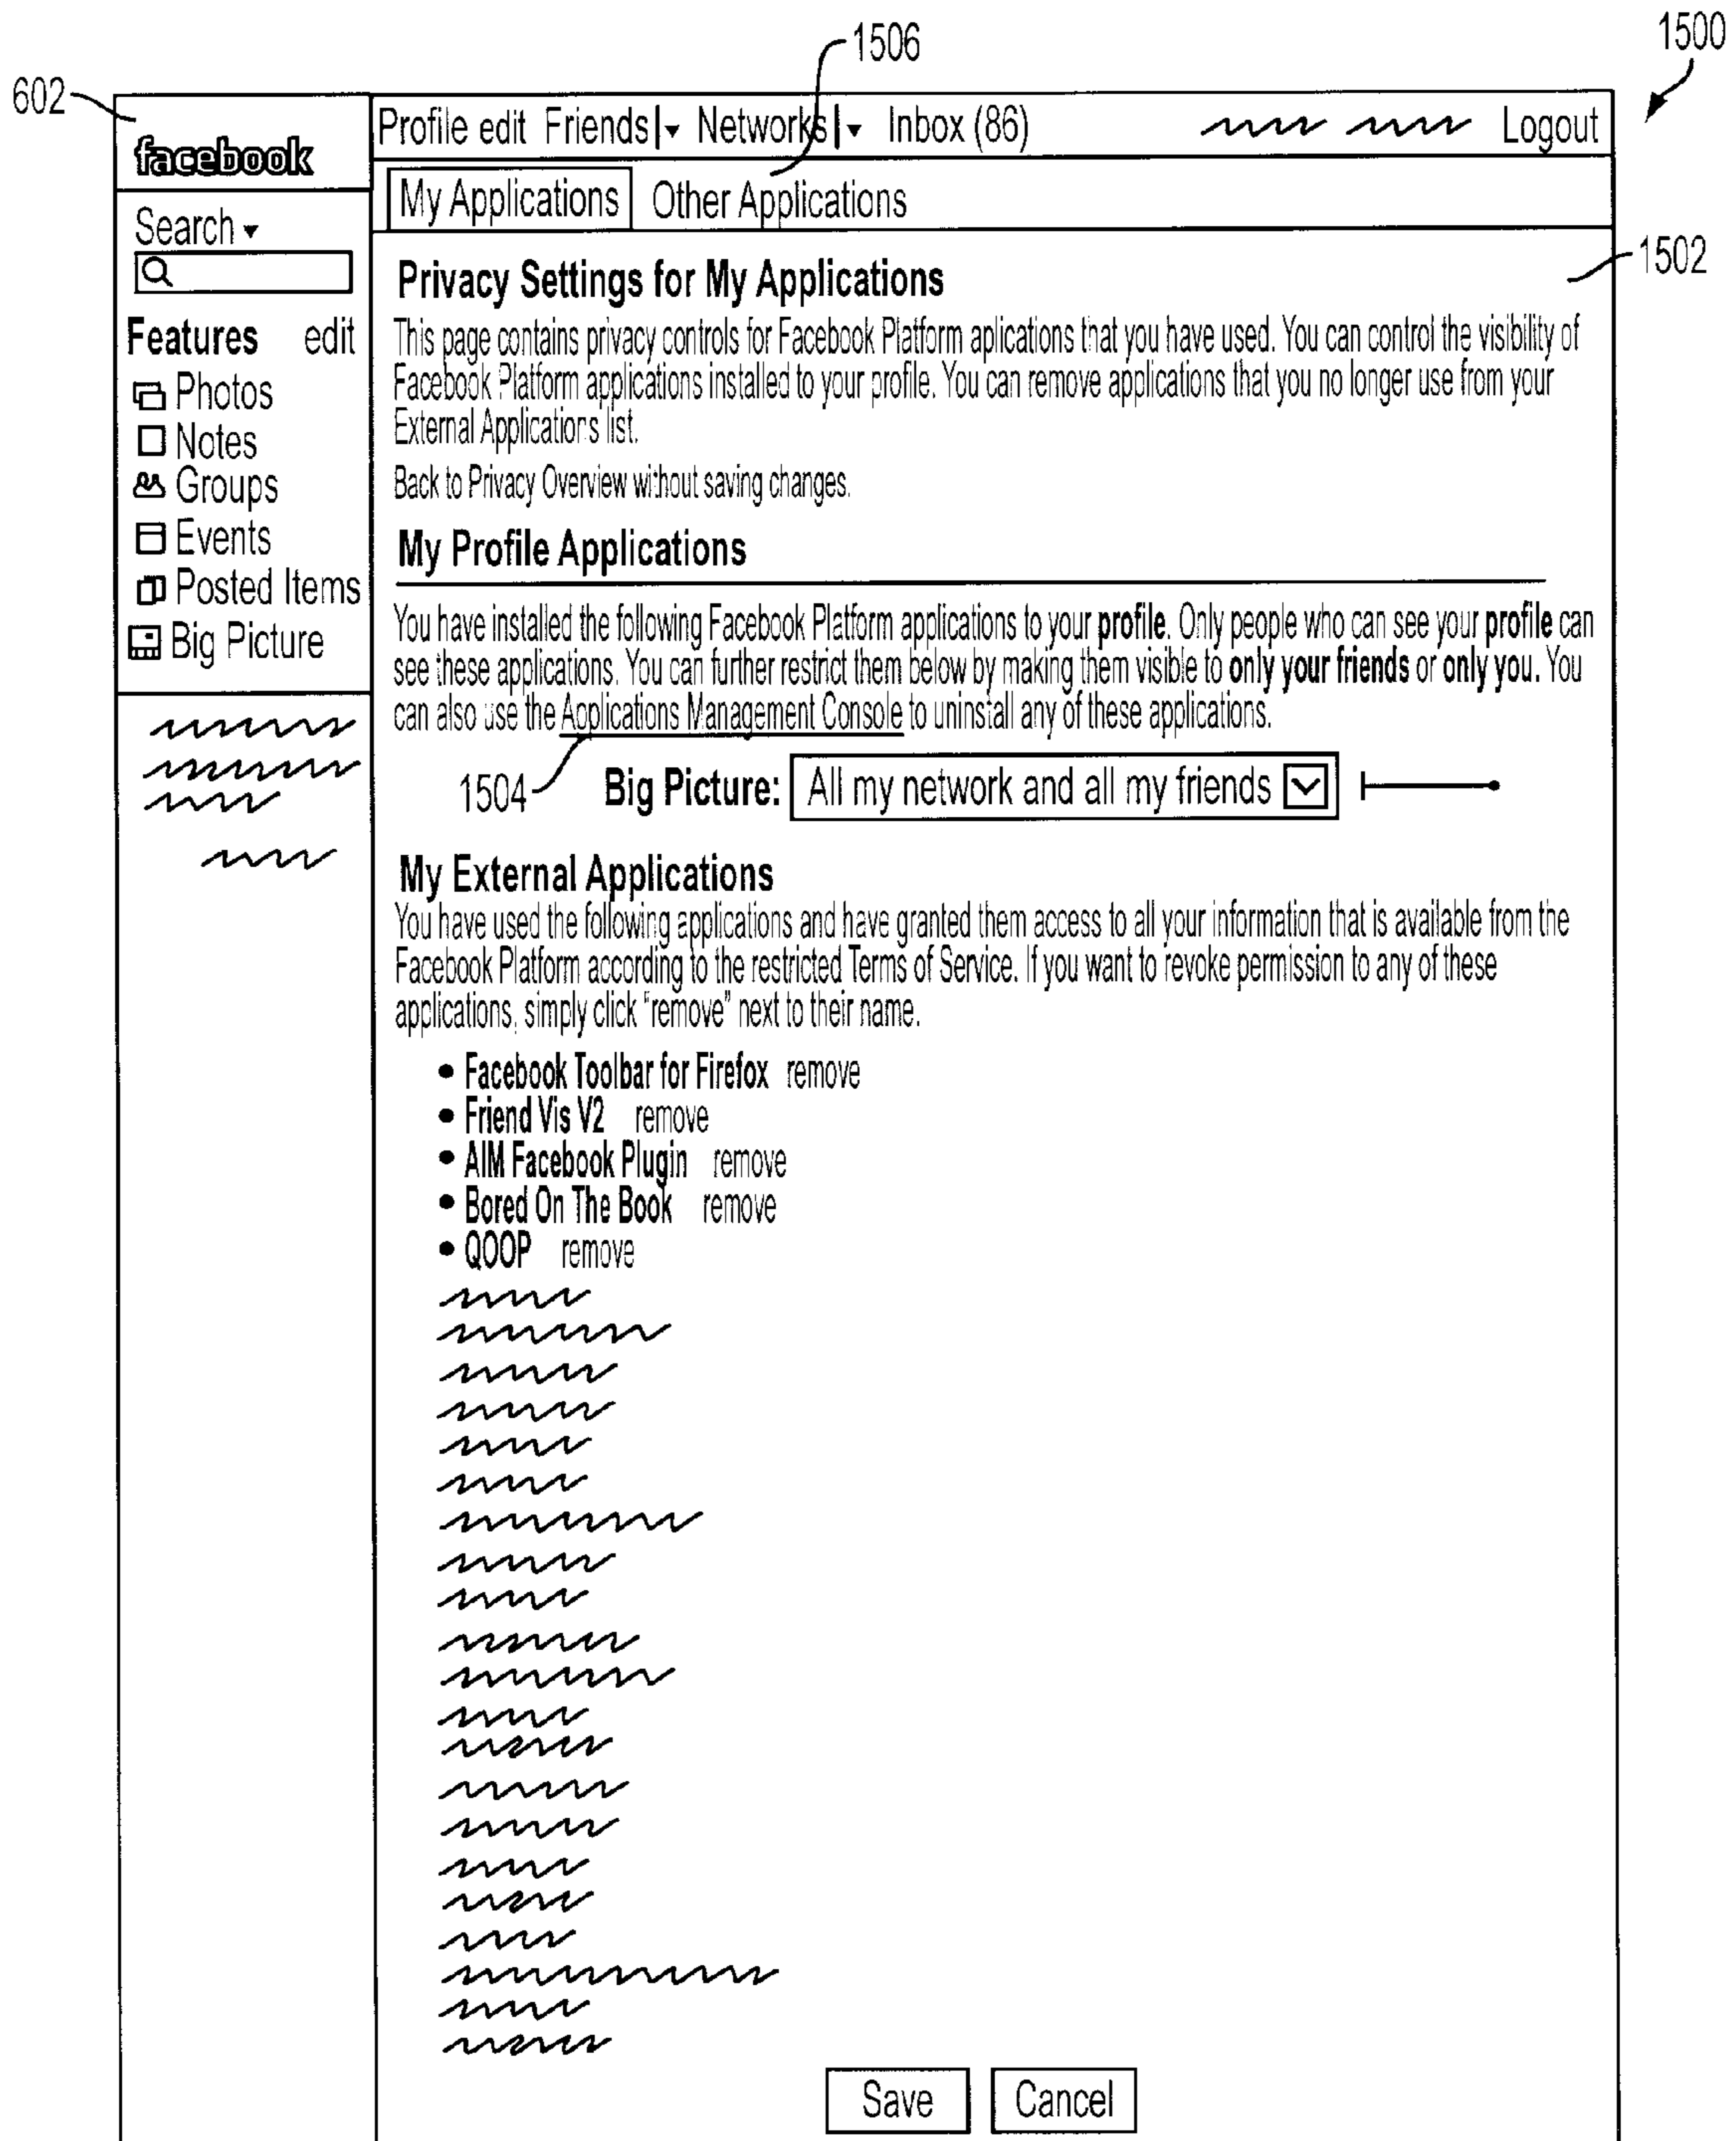 1506
1500
602
facebook
Profile edit Friends Networks Inbox (86) Logout
My Applications Other Applications
1502
Search
Features edit
Photos
Notes
Groups
Events
Posted Items
Big Picture
Privacy Settings for My Applications
This page contains privacy controls for Facebook Platform aplications that you have used. You can control the visibility of
Facebook Platform applications installed to your profile. You can remove applications that you no longer use from your
External Applications list.
Back to Privacy Overview without saving changes.
My Profile Applications
You have installed the following Facebook Platform applications to your profile. Only people who can see your profile can
see these applications. You can further restrict them below by making them visible to only your friends or only you. You
can also use the Applications Management Console to uninstall any of these applications.
1504
Big Picture: All my network and all my friends
My External Applications
You have used the following applications and have granted them access to all your information that is available from the
Facebook Platform according to the restricted Terms of Service. If you want to revoke permission to any of these
applications, simply click "remove" next to their name.
• Facebook Toolbar for Firefox remove
• Friend Vis V2 remove
• AIM Facebook Plugin remove
• Bored On The Book remove
• QOOP remove
Save Cancel